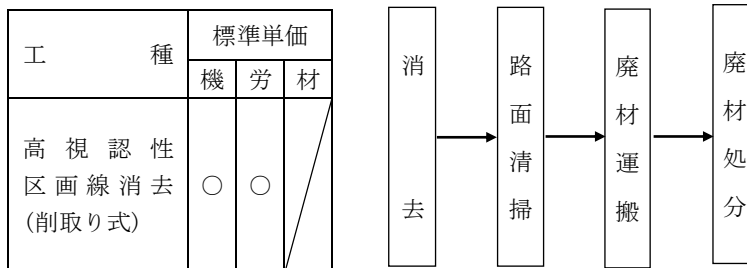 工種
標準単価
機 労 材
高視認性
区画線消去
(削取り式)
○ ○
消去
路面清掃
廃材運搬
廃材処分